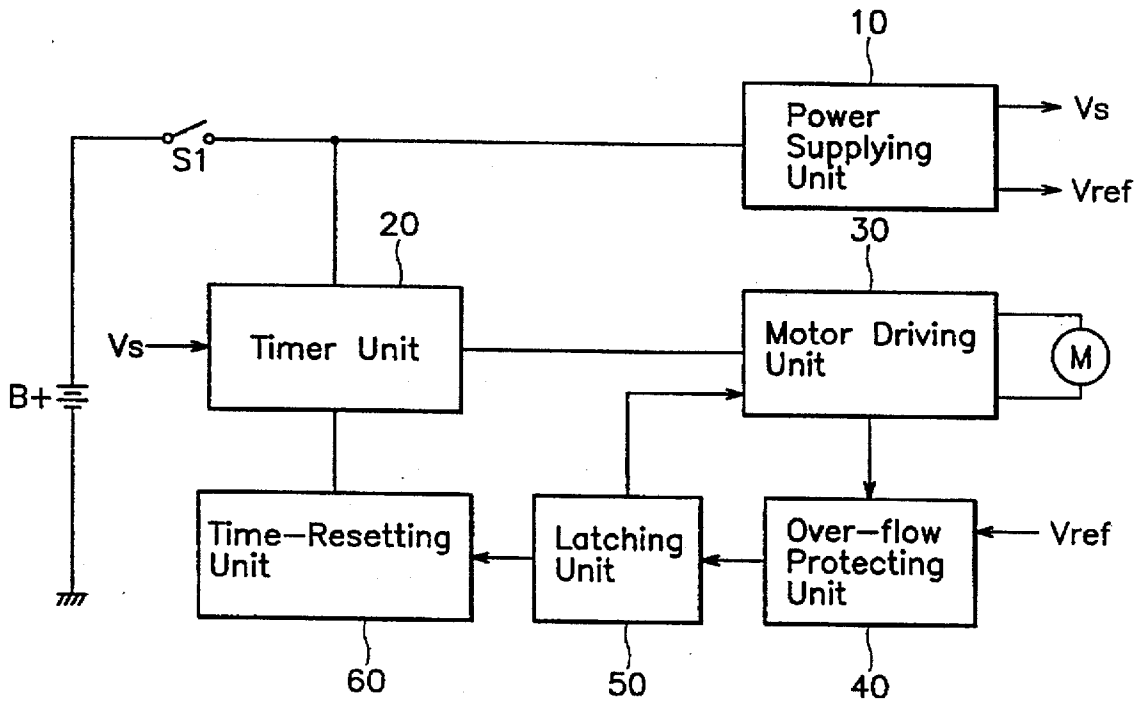 10
Power
Supplying
Unit
Vs
Vref
S1
20
30
Vs
Timer Unit
Motor Driving
Unit
M
B+
Time-Resetting
Unit
Latching
Unit
Over-flow
Protecting
Unit
Vref
60
50
40